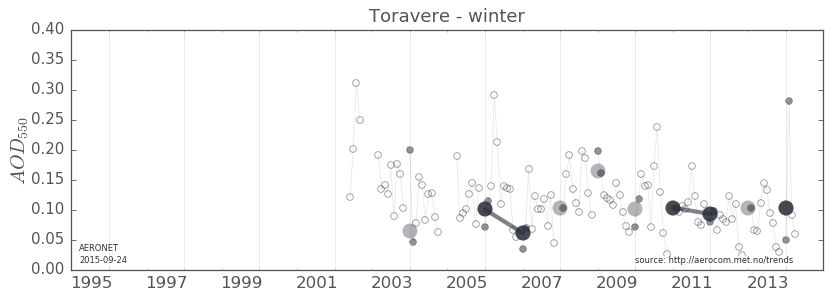 Toravere - winter
0.40
0.35
0.30
0.25
0.20
0.15
0.10
0.05
0.00
AOD550
AERONET
2015-09-24
source: http://aerocom.met.no/trends
1995 1997 1999 2001 2003 2005 2007 2009 2011 2013